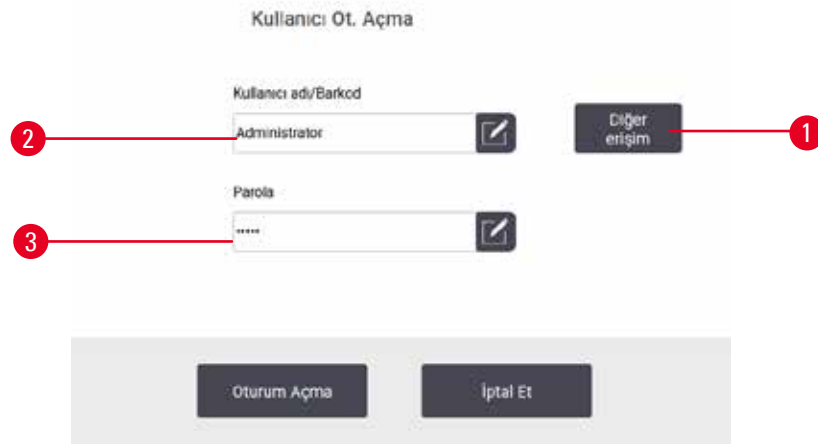 Kullanıcı Ot. Açma
Kullanıcı adı/Barkod
2
Administrator
Diğer
erişim
1
Parola
3
•••••
Oturum Açma
İptal Et